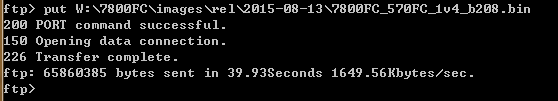 ftp> put W:\7800FC\images\rel\2015-08-13\7800FC_570FC_1v4_b208.bin
200 PORT command successful.
150 Opening data connection.
226 Transfer complete.
ftp: 65860385 bytes sent in 39.93Seconds 1649.56Kbytes/sec.
ftp>